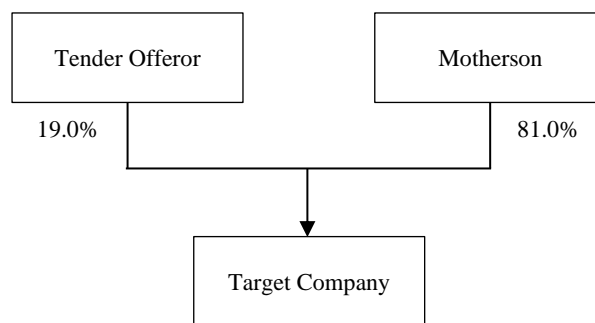 Tender Offeror
Motherson
19.0%
81.0%
Target Company